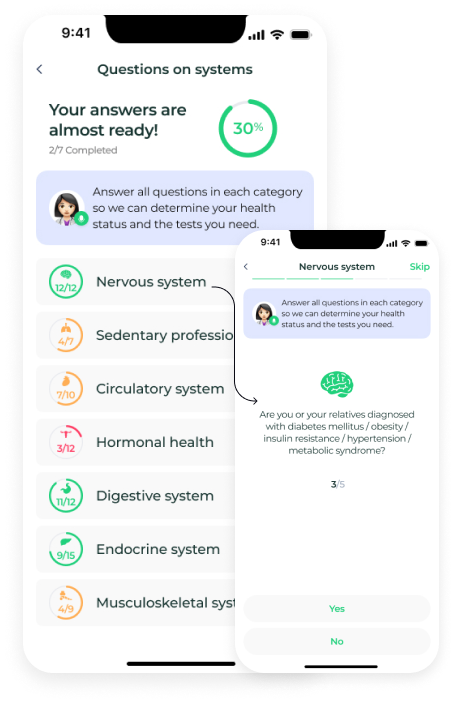 9:41
Questions on systems
Your answers are
almost ready!
30%
2/7 Completed
Answer all questions in each category
so we can determine your health
status and the tests you need.
12/12
Nervous system
4/7
Sedentary professio
7/10
Circulatory system
3/12
Hormonal health
11/12
Digestive system
9/15
Endocrine system
4/9
Musculoskeletal syst
9:41
Nervous system
Skip
Answer all questions in each category
so we can determine your health
status and the tests you need.
Are you or your relatives diagnosed
with diabetes mellitus / obesity /
insulin resistance / hypertension /
metabolic syndrome?
3/5
Yes
No